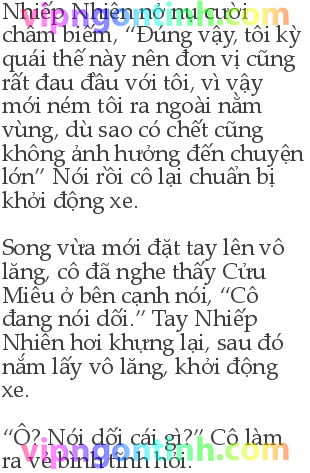 Nhiếp Nhiên nở nụ cười
châm biếm, “Đúng vậy, tôi kỳ
quái thế này nên đơn vị cũng
rất đau đầu với tôi, vì vậy
mới ném tôi ra ngoài nằm
vùng, dù sao có chết cũng
không ảnh hưởng đến chuyện
lớn” Nói rồi cô lại chuẩn bị
khởi động xe.
Song vừa mới đặt tay lên vô
lăng, cô đã nghe thấy Cửu
Miêu ở bên cạnh nói, “Cô
đang nói dối.” Tay Nhiếp
Nhiên hơi khựng lại, sau đó
nắm lấy vô lăng, khởi động
xe.
“Ô? Nói dối cái gì?” Cô làm
ra vẻ bình tĩnh hỏi.
vipngontinh.com
vipngontinh.com